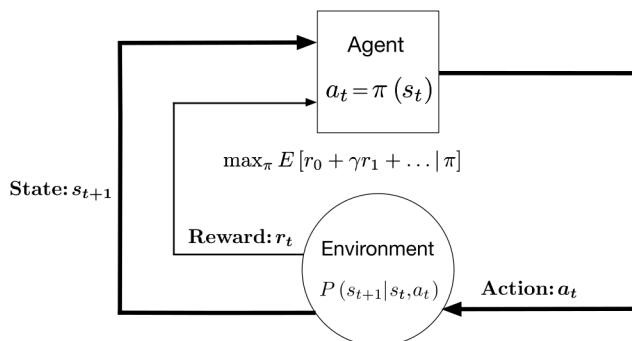 Agent
a_t = π (s_t)
max_π E [r_0 + γr_1 + … | π]
State: s_{t+1}
Reward: r_t
Environment
P (s_{t+1}|s_t, a_t)
Action: a_t